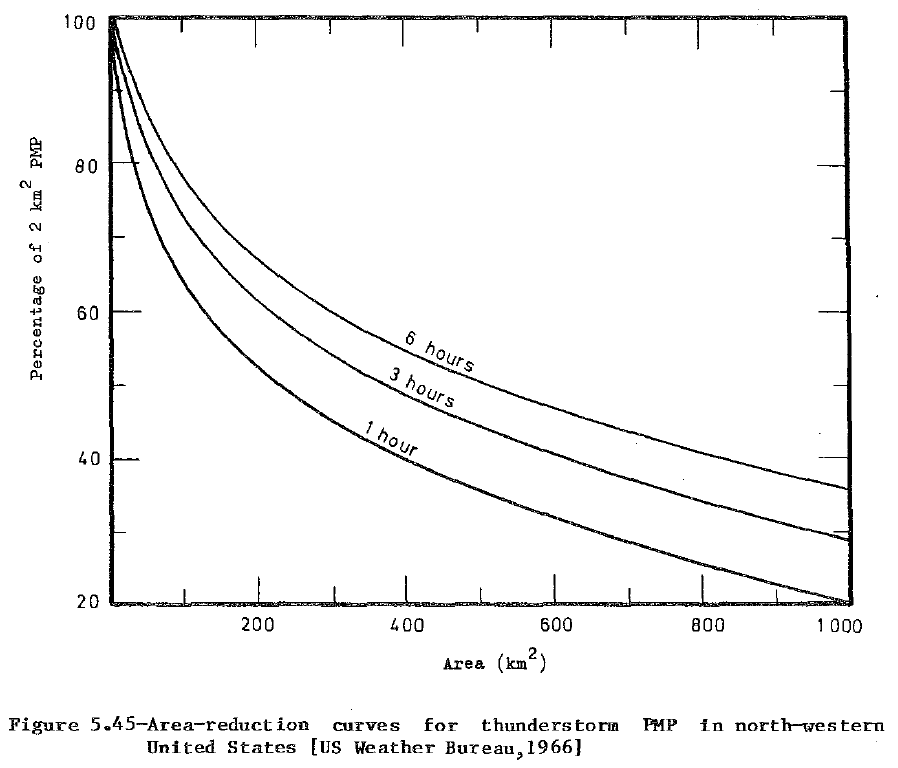 100
80
60
40
20
Percentage of 2 km² PMP
6 hours
3 hours
1 hour
200 400 600 800 1000
Area (km²)
Figure 5.45—Area-reduction curves for thunderstorm PMP in north-western
United States [US Weather Bureau,1966]